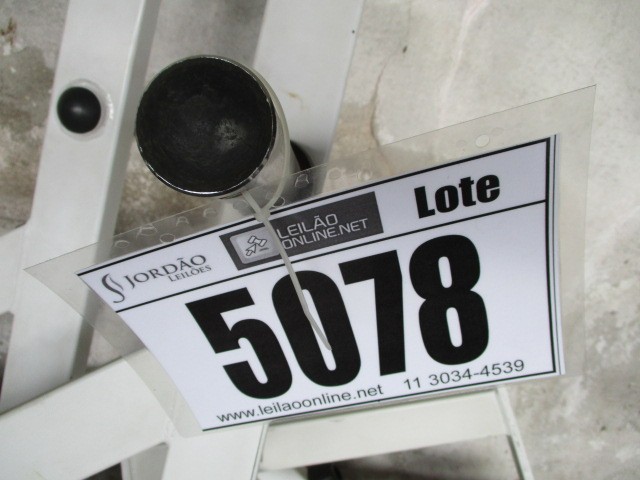 JORDÃO
LEILÕES
LEILÃO
ONLINE.NET
Lote
5078
www.leilaoonline.net 11 3034-4539